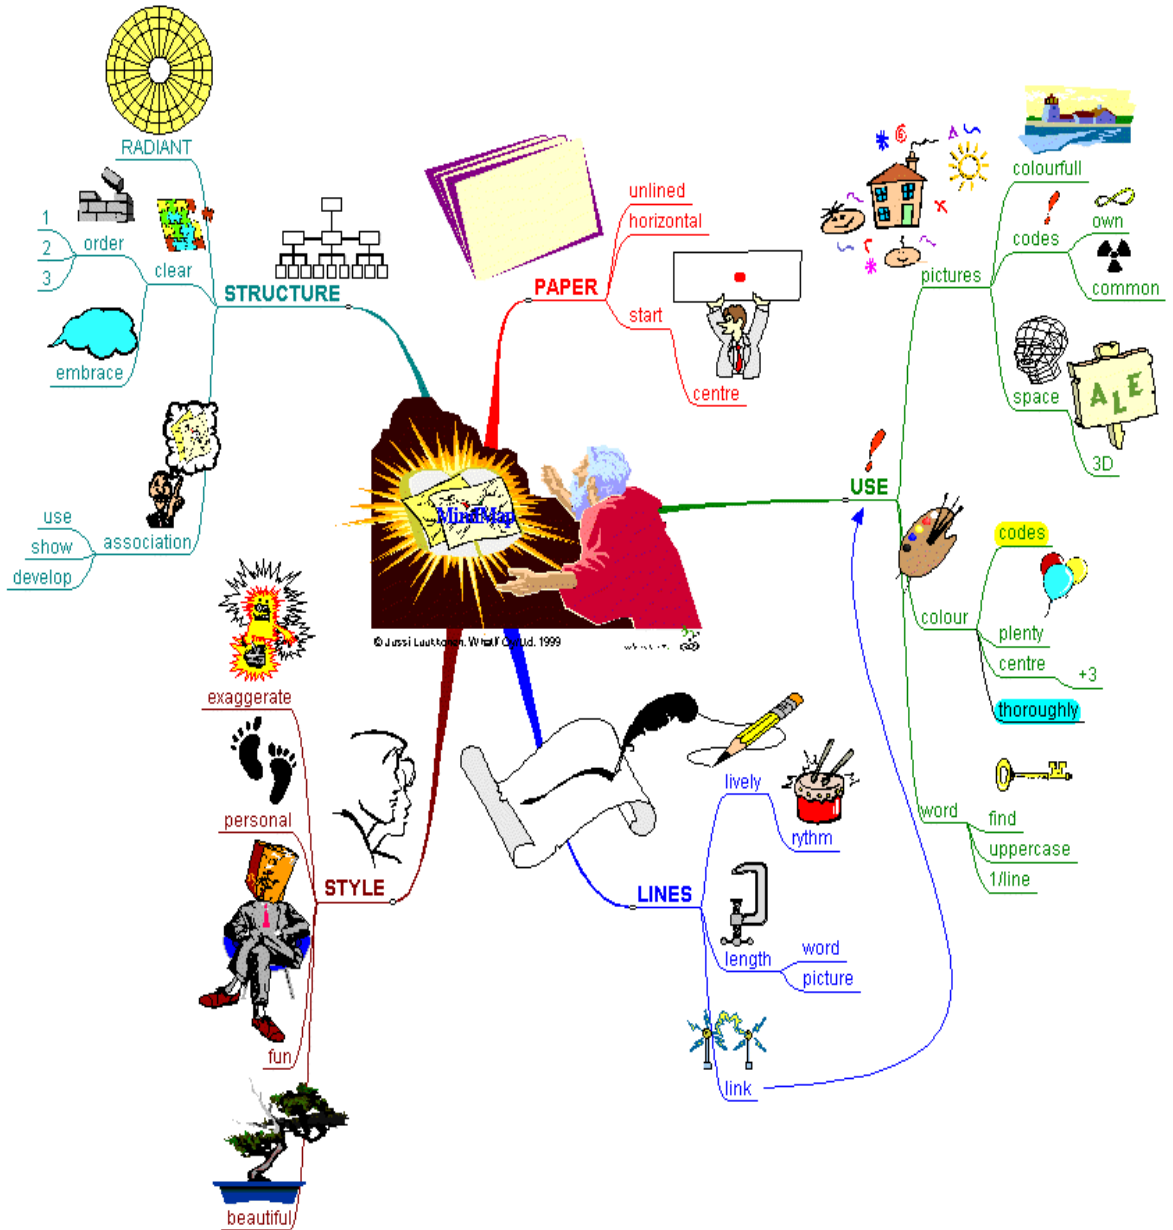 RADIANT
1
2
3
order
clear
embrace
STRUCTURE
use
show
develop
association
PAPER
unlined
horizontal
start
centre
USE
pictures
colourfull
codes
own
common
space
3D
ALE
colour
codes
plenty
centre
+3
thoroughly
word
find
uppercase
1/line
MindMap
© Jussi Luukkonen, WhatIf Oy Ltd. 1999
STYLE
exaggerate
personal
fun
beautiful
LINES
lively
rythm
length
word
picture
link